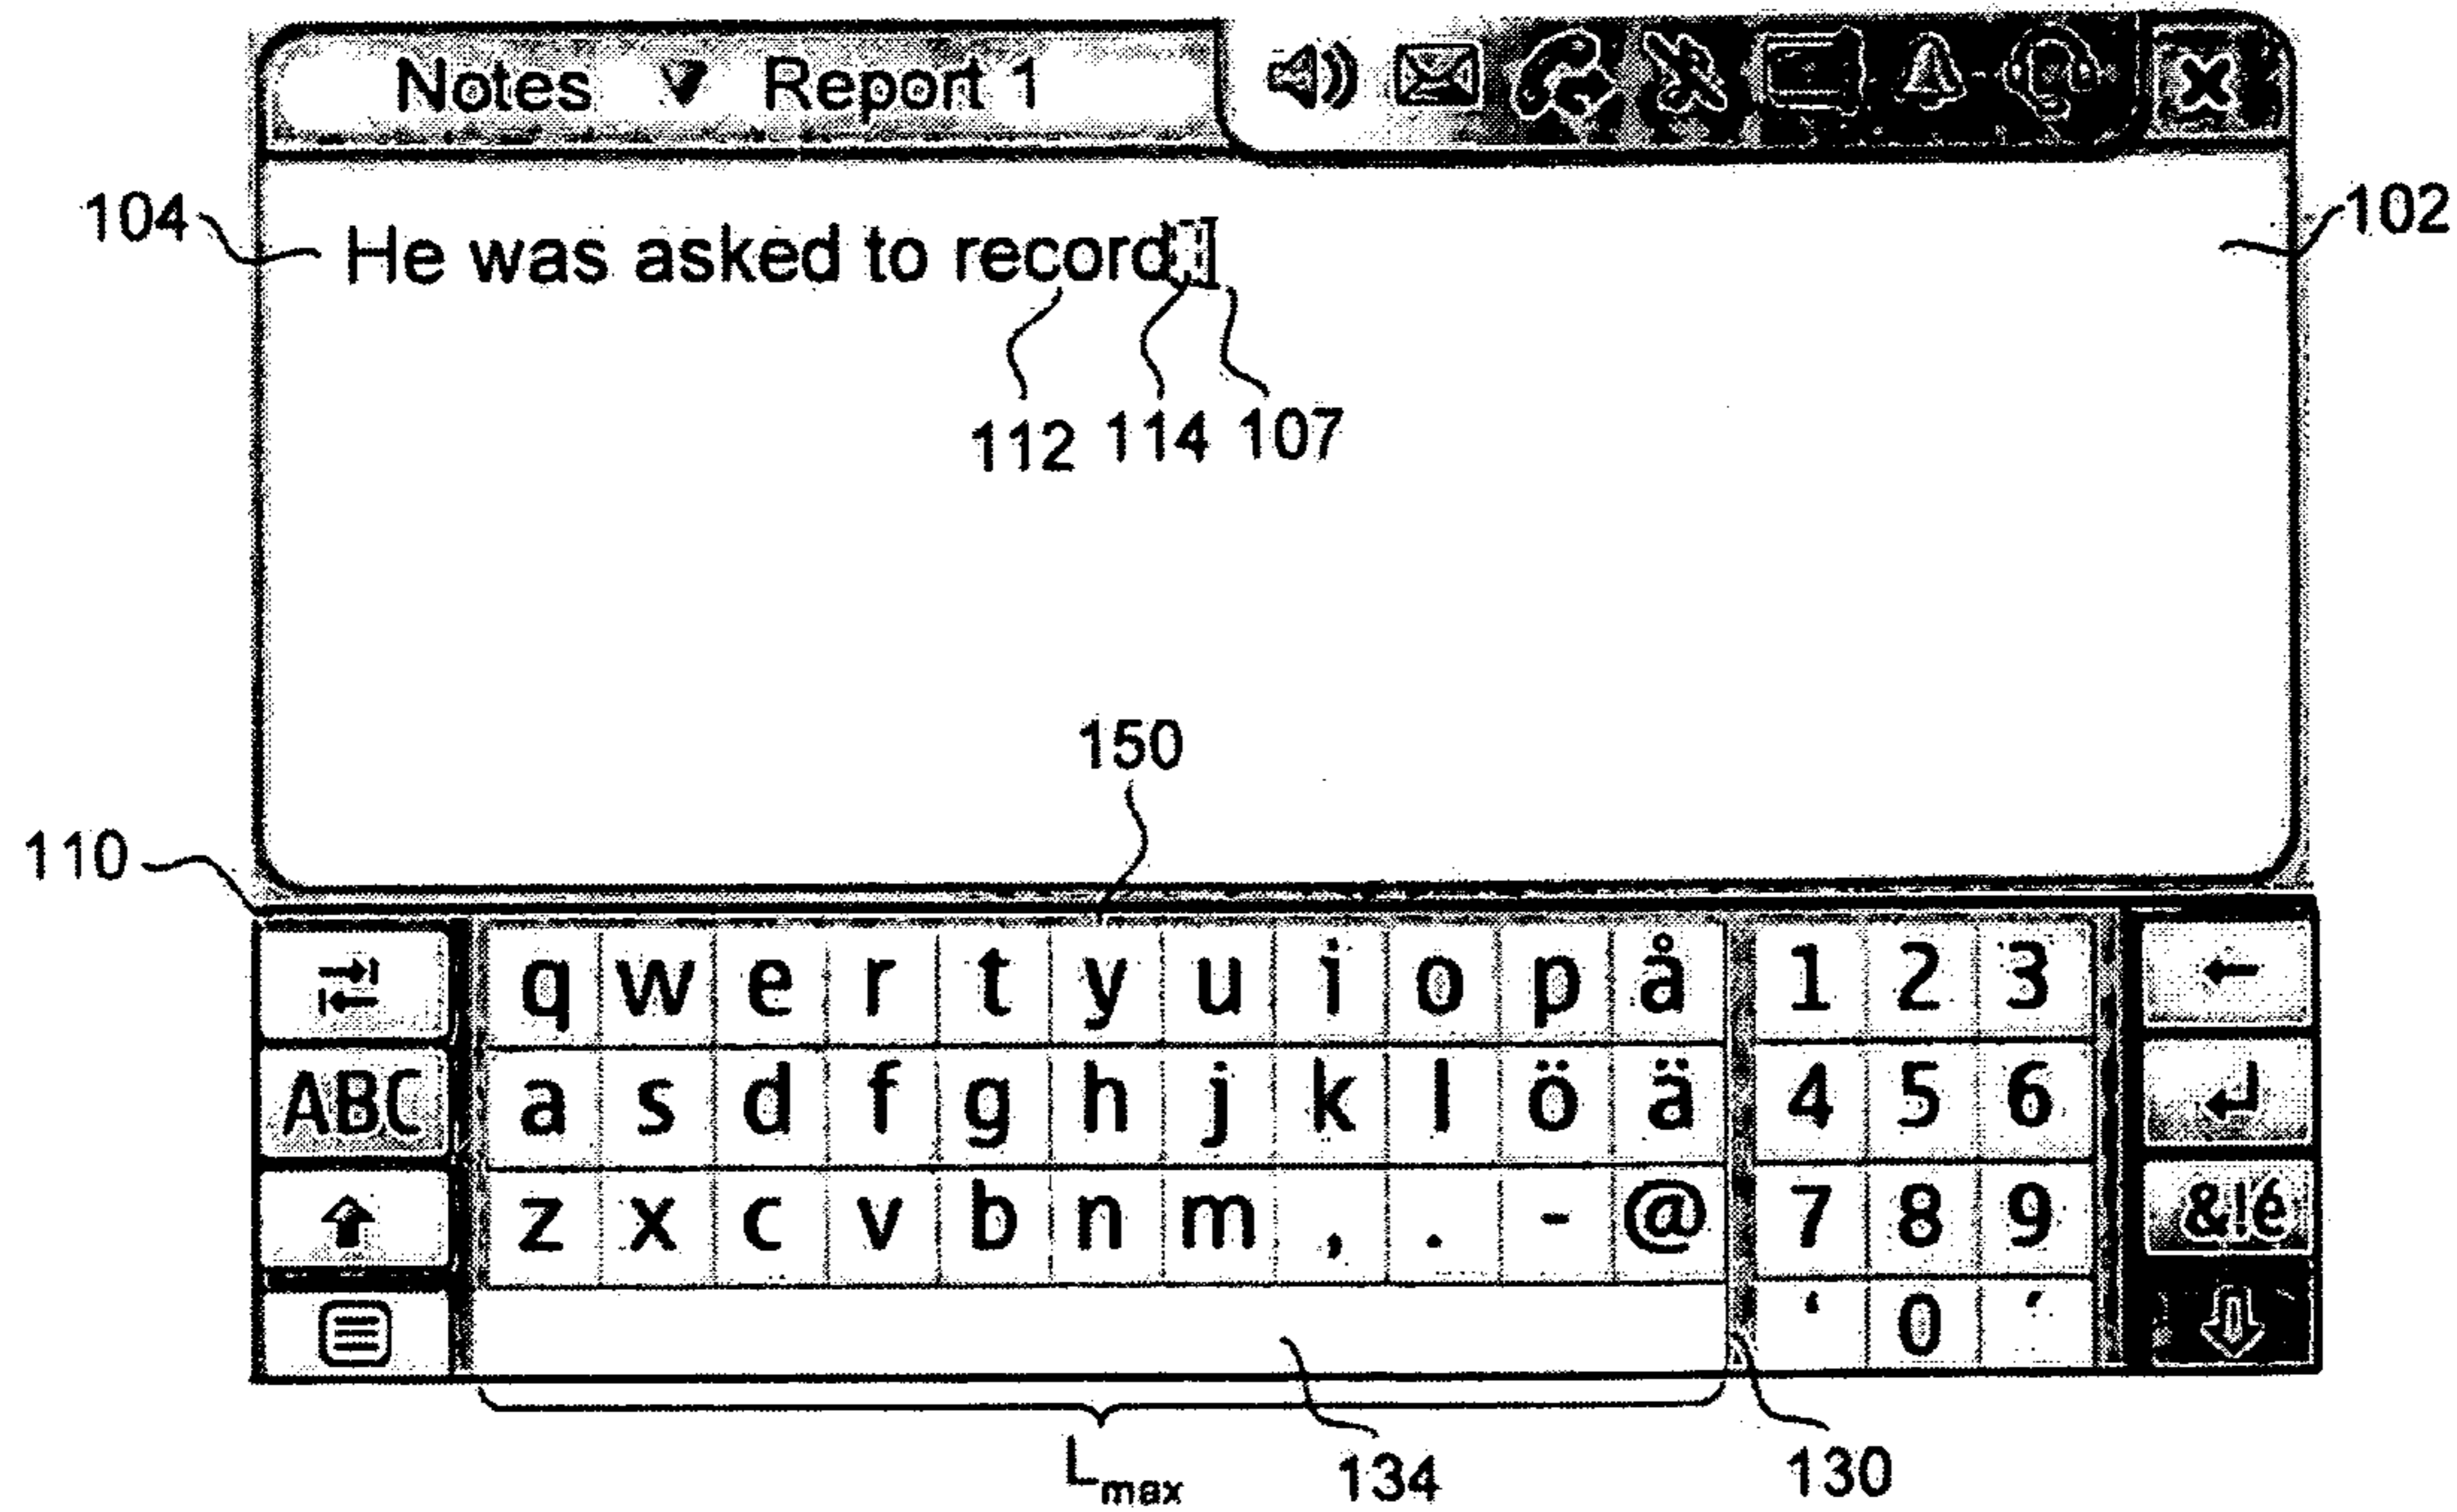 Notes Report 1
104 He was asked to record 102
112 114 107
150
110
q w e r t y u i o p å 1 2 3
ABC a s d f g h j k l ö ä 4 5 6
z x c v b n m , . - @ 7 8 9 &!é
' 0 ´
Lmax 134 130